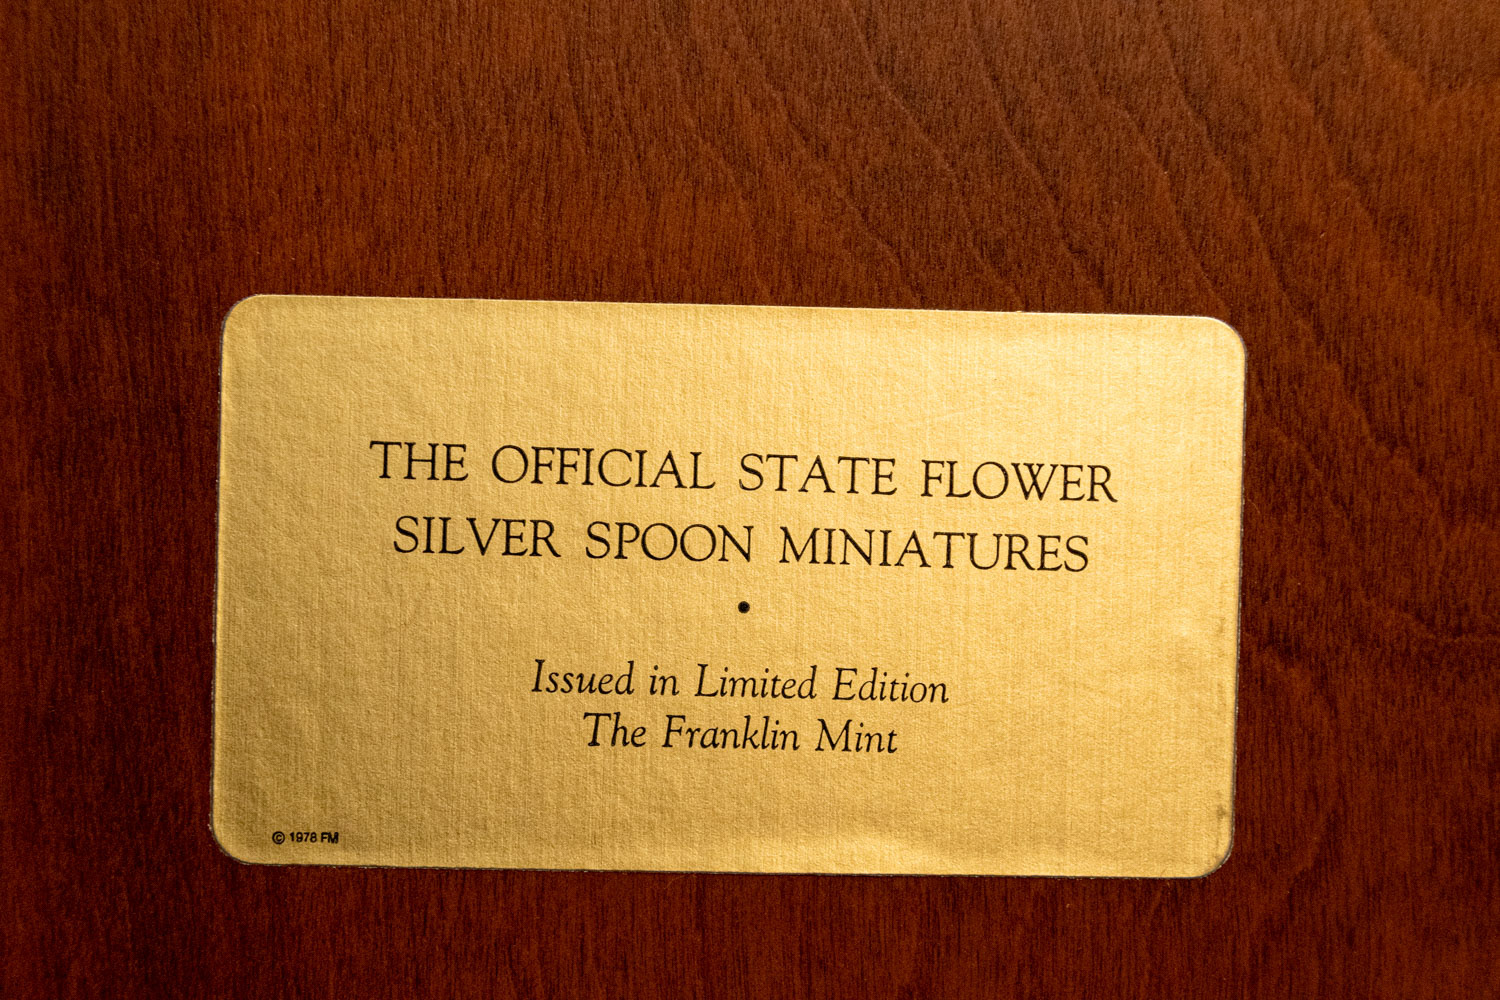 THE OFFICIAL STATE FLOWER
SILVER SPOON MINIATURES
•
Issued in Limited Edition
The Franklin Mint
© 1978 FM